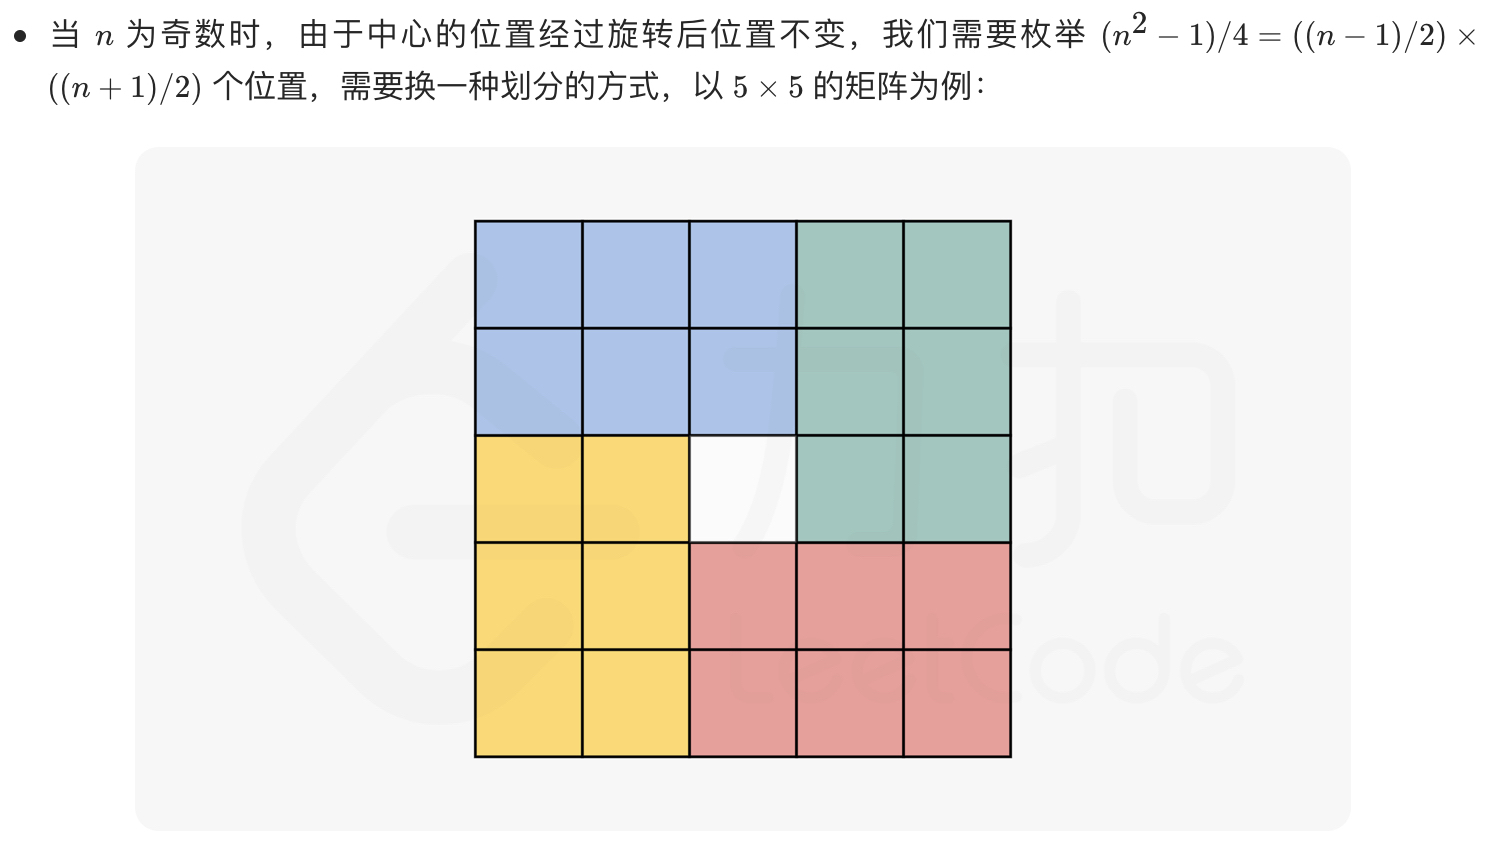 • 当 n 为奇数时，由于中心的位置经过旋转后位置不变，我们需要枚举 (n² − 1)/4 = ((n − 1)/2) ×
((n + 1)/2) 个位置，需要换一种划分的方式，以 5 × 5 的矩阵为例：
力扣
LeetCode